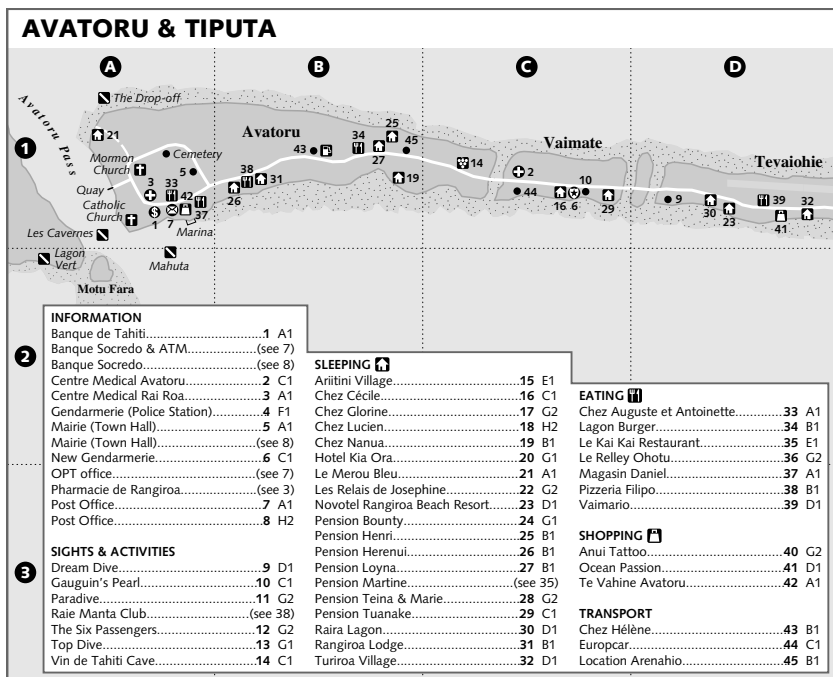 AVATORU & TIPUTA
A
B
C
D
The Drop-off
Avatoru Pass
21
Avatoru
34
25
43
45
27
Vaimate
1
Mormon
Church
Cemetery
5
38
31
19
14
2
Tevaiohie
Quay
3
33
42
26
44
16
6
10
29
9
30
23
39
32
41
Catholic
Church
1
7
37
Marina
Les Cavernes
Lagon
Vert
Mahuta
Motu Fara
2
3
INFORMATION
Banque de Tahiti....................1 A1
Banque Socredo & ATM............(see 7)
Banque Socredo....................(see 8)
Centre Medical Avatoru............2 C1
Centre Medical Rai Roa............3 A1
Gendarmerie (Police Station)......4 F1
Mairie (Town Hall)................5 A1
Mairie (Town Hall)................(see 8)
New Gendarmerie...................6 C1
OPT office........................(see 7)
Pharmacie de Rangiroa.............(see 3)
Post Office.......................7 A1
Post Office.......................8 H2
SIGHTS & ACTIVITIES
Dream Dive........................9 D1
Gauguin's Pearl...................10 C1
Paradive..........................11 G2
Raie Manta Club...................(see 38)
The Six Passengers................12 G2
Top Dive..........................13 G1
Vin de Tahiti Cave................14 C1
SLEEPING
Ariitini Village..................15 E1
Chez Cécile.......................16 C1
Chez Glorine......................17 G2
Chez Lucien.......................18 H2
Chez Nanua........................19 B1
Hotel Kia Ora.....................20 G1
Le Merou Bleu.....................21 A1
Les Relais de Josephine...........22 G2
Novotel Rangiroa Beach Resort.....23 D1
Pension Bounty....................24 G1
Pension Henri.....................25 B1
Pension Herenui...................26 B1
Pension Loyna.....................27 B1
Pension Martine...................(see 35)
Pension Teina & Marie.............28 G2
Pension Tuanake...................29 C1
Raira Lagon.......................30 D1
Rangiroa Lodge....................31 B1
Turiroa Village...................32 D1
EATING
Chez Auguste et Antoinette........33 A1
Lagon Burger......................34 B1
Le Kai Kai Restaurant.............35 E1
Le Relley Ohotu...................36 G2
Magasin Daniel....................37 A1
Pizzeria Filipo...................38 B1
Vaimario..........................39 D1
SHOPPING
Anui Tattoo.......................40 G2
Ocean Passion.....................41 D1
Te Vahine Avatoru.................42 A1
TRANSPORT
Chez Hélène.......................43 B1
Europcar..........................44 C1
Location Arenahio.................45 B1